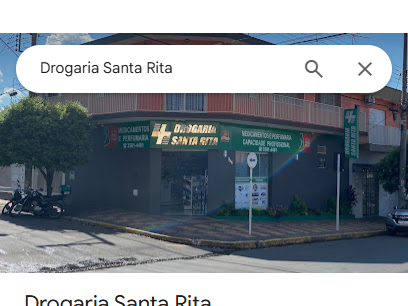 Drogaria Santa Rita
MEDICAMENTOS
E PERFUMARIA
DROGARIA
SANTA RITA
MEDICAMENTOS E PERFUMARIA
CAPACIDADE PROFISSIONAL
Drogaria Santa Rita